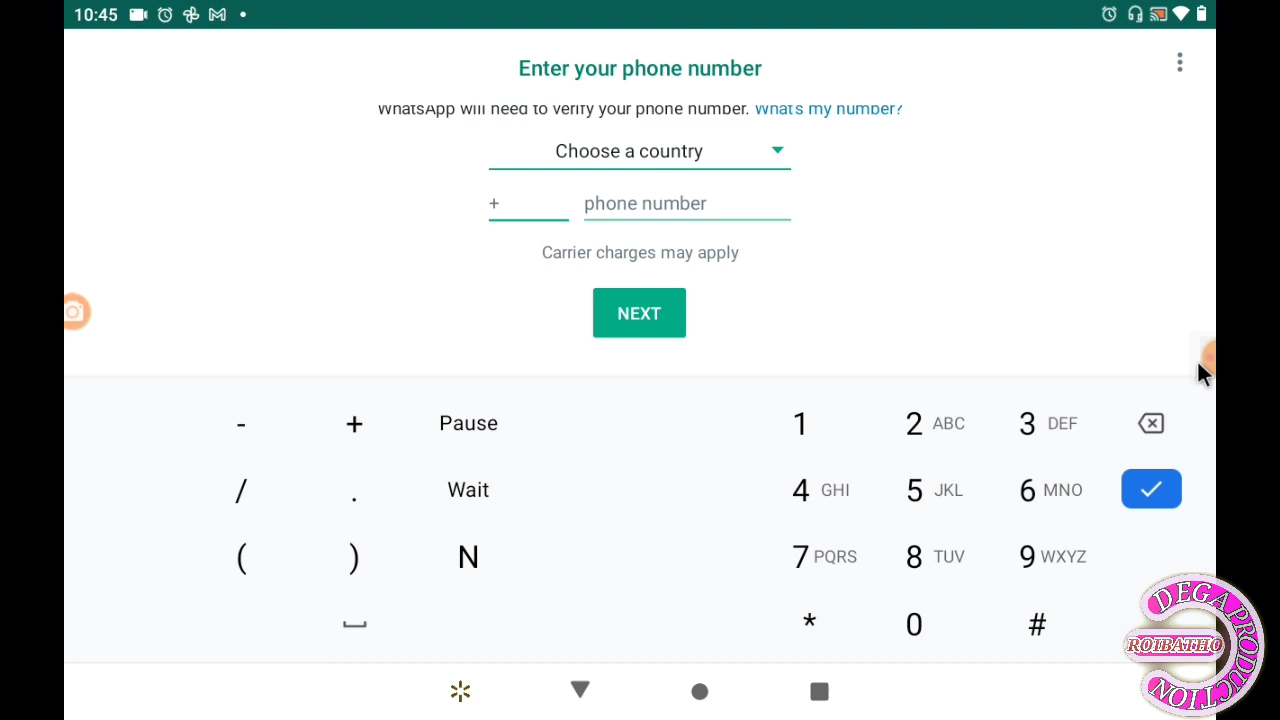 10:45
Enter your phone number
WhatsApp will need to verify your phone number. What's my number?
Choose a country
+ phone number
Carrier charges may apply
NEXT
- + Pause 1 2 ABC 3 DEF
/ . Wait 4 GHI 5 JKL 6 MNO
( ) N 7 PQRS 8 TUV 9 WXYZ
* 0 #
DEGA PRODUCTION
ROIBATHO